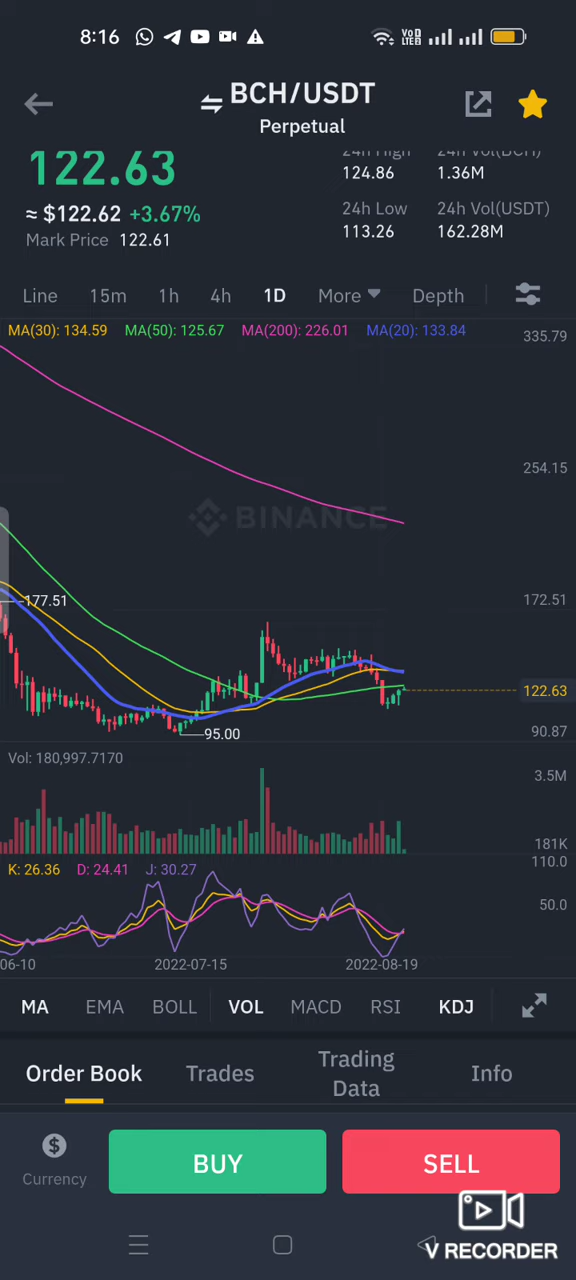 8:16
VoD LTE2
BCH/USDT
Perpetual
122.63
24h High 24h Vol(BCH)
124.86 1.36M
≈ $122.62 +3.67%
24h Low 24h Vol(USDT)
Mark Price 122.61
113.26 162.28M
Line 15m 1h 4h 1D More Depth
MA(30): 134.59 MA(50): 125.67 MA(200): 226.01 MA(20): 133.84
335.79
254.15
BINANCE
172.51
177.51
122.63
95.00
90.87
Vol: 180,997.7170
3.5M
181K
110.0
K: 26.36 D: 24.41 J: 30.27
50.0
06-10 2022-07-15 2022-08-19
MA EMA BOLL VOL MACD RSI KDJ
Order Book Trades Trading Data Info
$
Currency
BUY SELL
V RECORDER